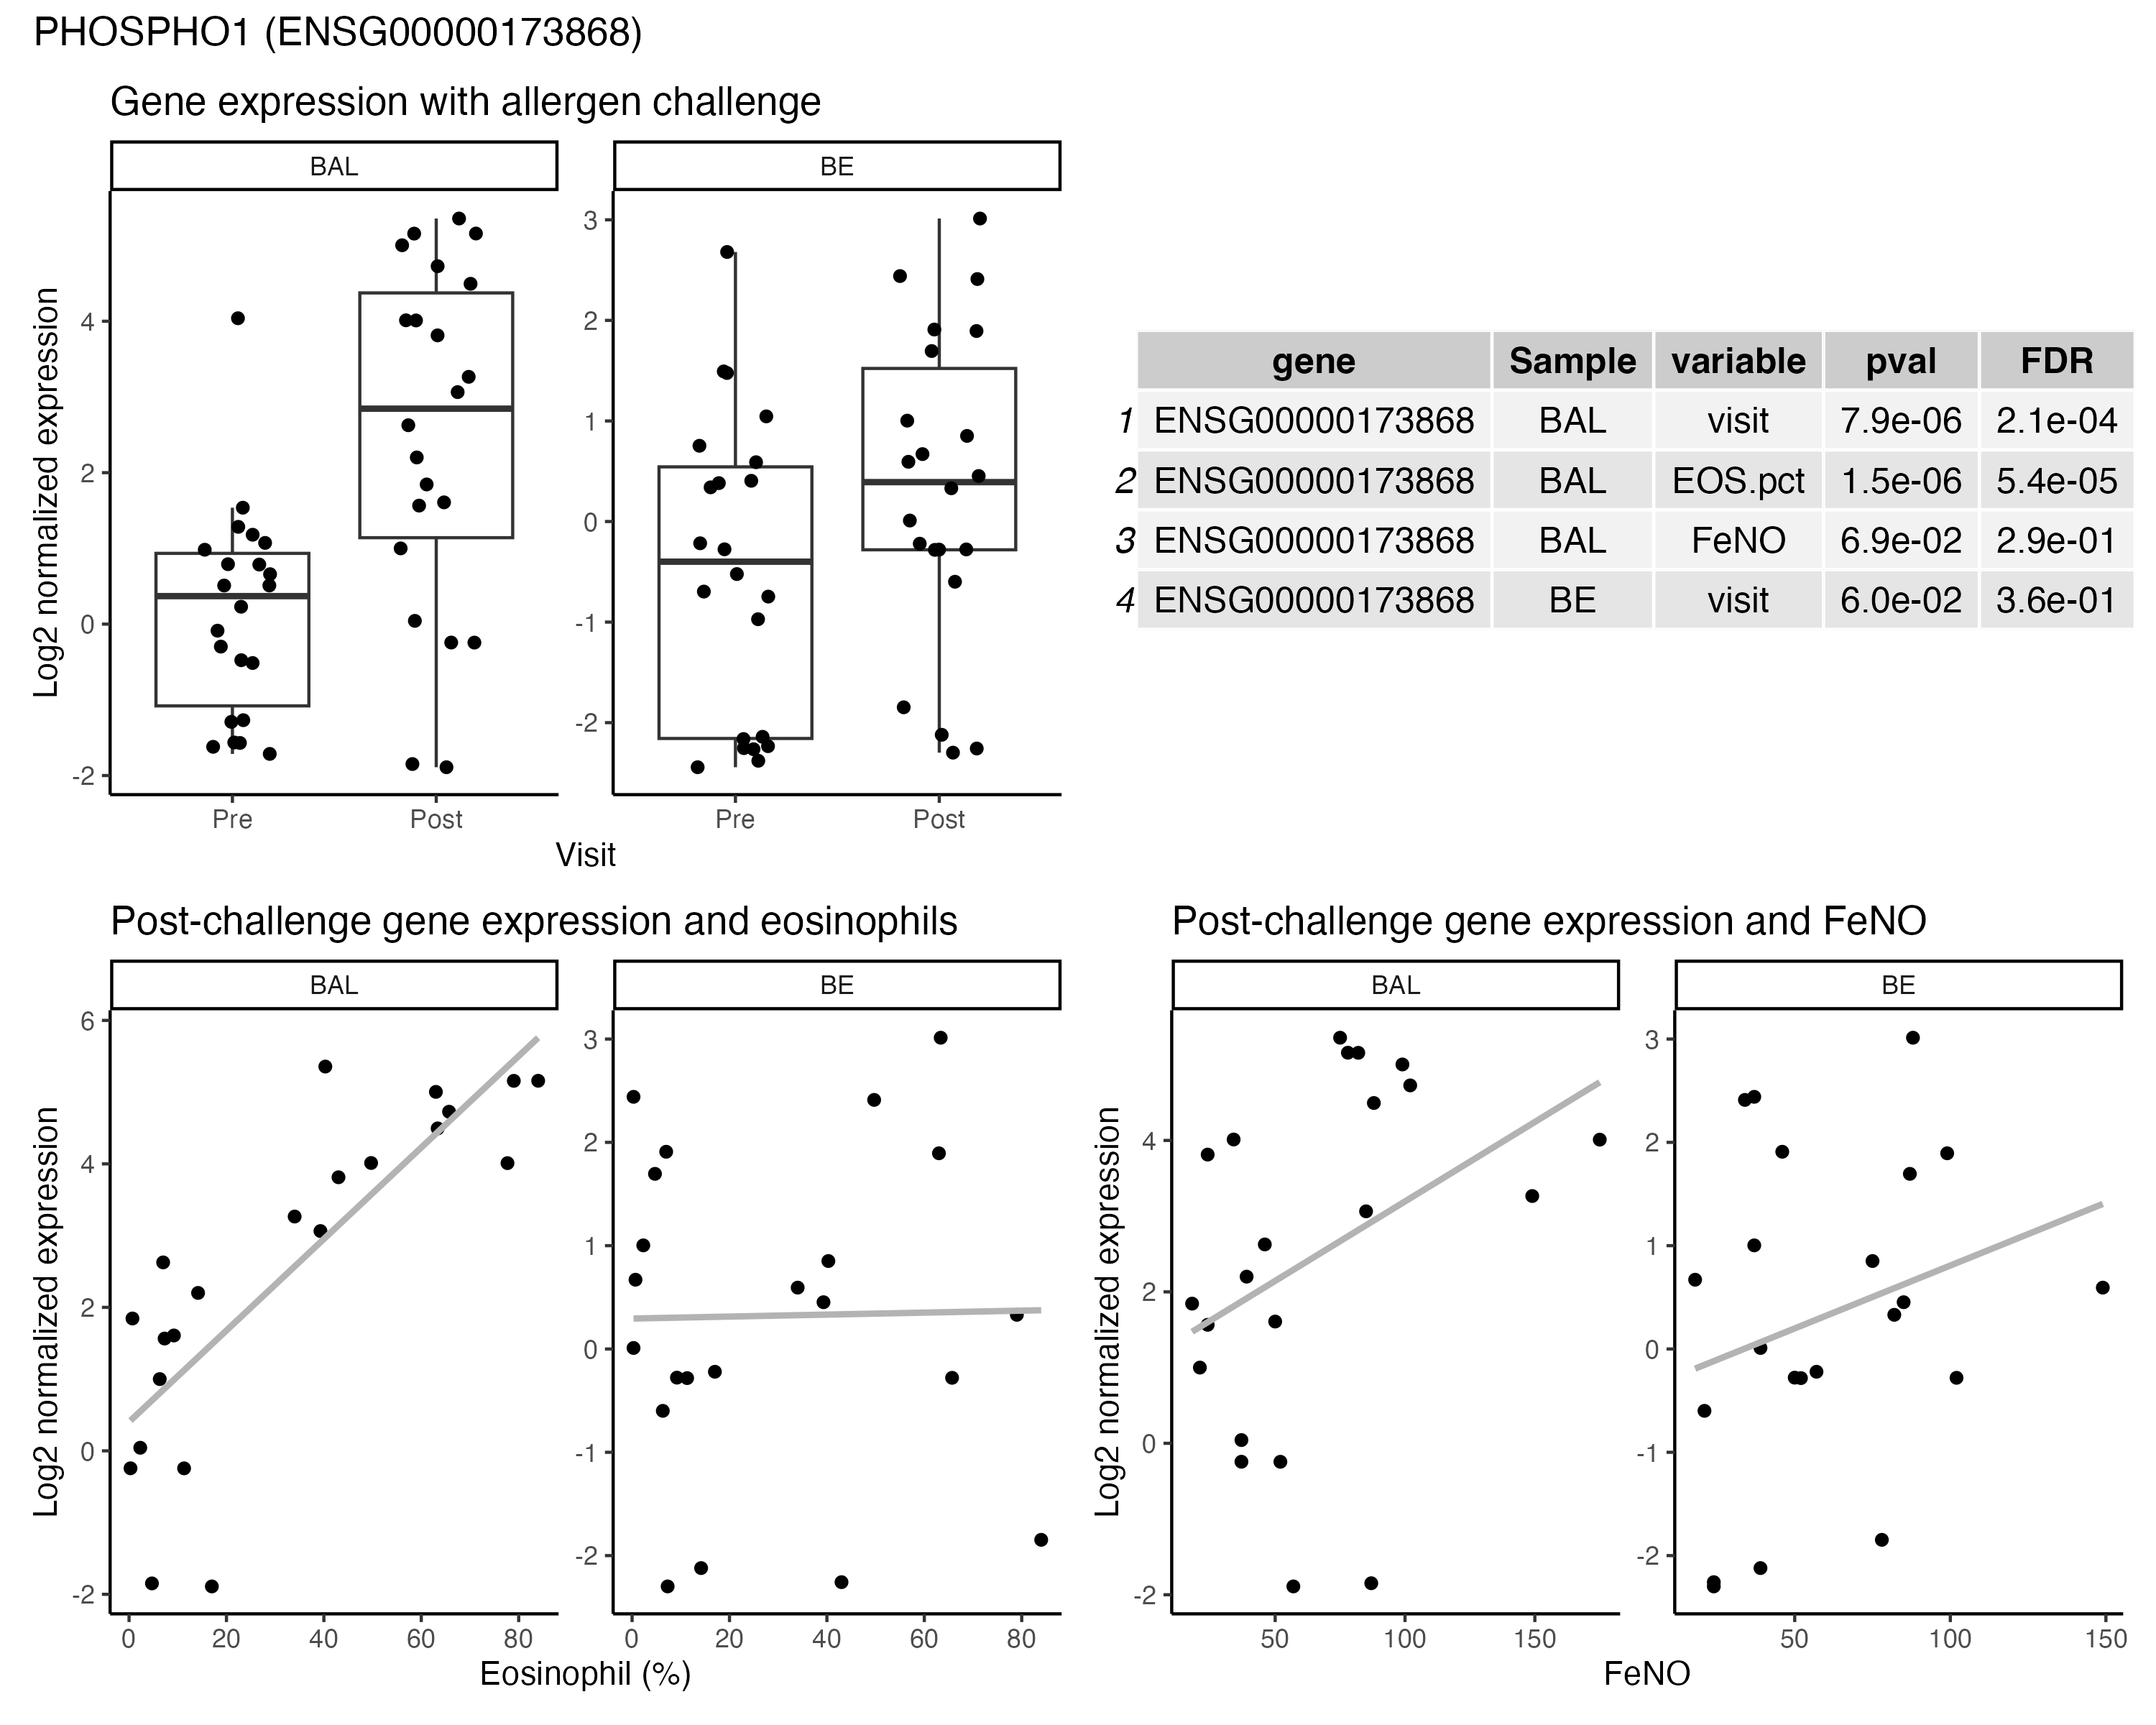 PHOSPHO1 (ENSG00000173868)
Gene expression with allergen challenge
BAL
BE
Log2 normalized expression
4
2
0
-2
3
2
1
0
-1
-2
Pre
Post
Pre
Post
Visit
gene Sample variable pval FDR
1 ENSG00000173868 BAL visit 7.9e-06 2.1e-04
2 ENSG00000173868 BAL EOS.pct 1.5e-06 5.4e-05
3 ENSG00000173868 BAL FeNO 6.9e-02 2.9e-01
4 ENSG00000173868 BE visit 6.0e-02 3.6e-01
Post-challenge gene expression and eosinophils
BAL
BE
Log2 normalized expression
6
4
2
0
-2
3
2
1
0
-1
-2
0 20 40 60 80
0 20 40 60 80
Eosinophil (%)
Post-challenge gene expression and FeNO
BAL
BE
Log2 normalized expression
4
2
0
-2
3
2
1
0
-1
-2
50 100 150
50 100 150
FeNO